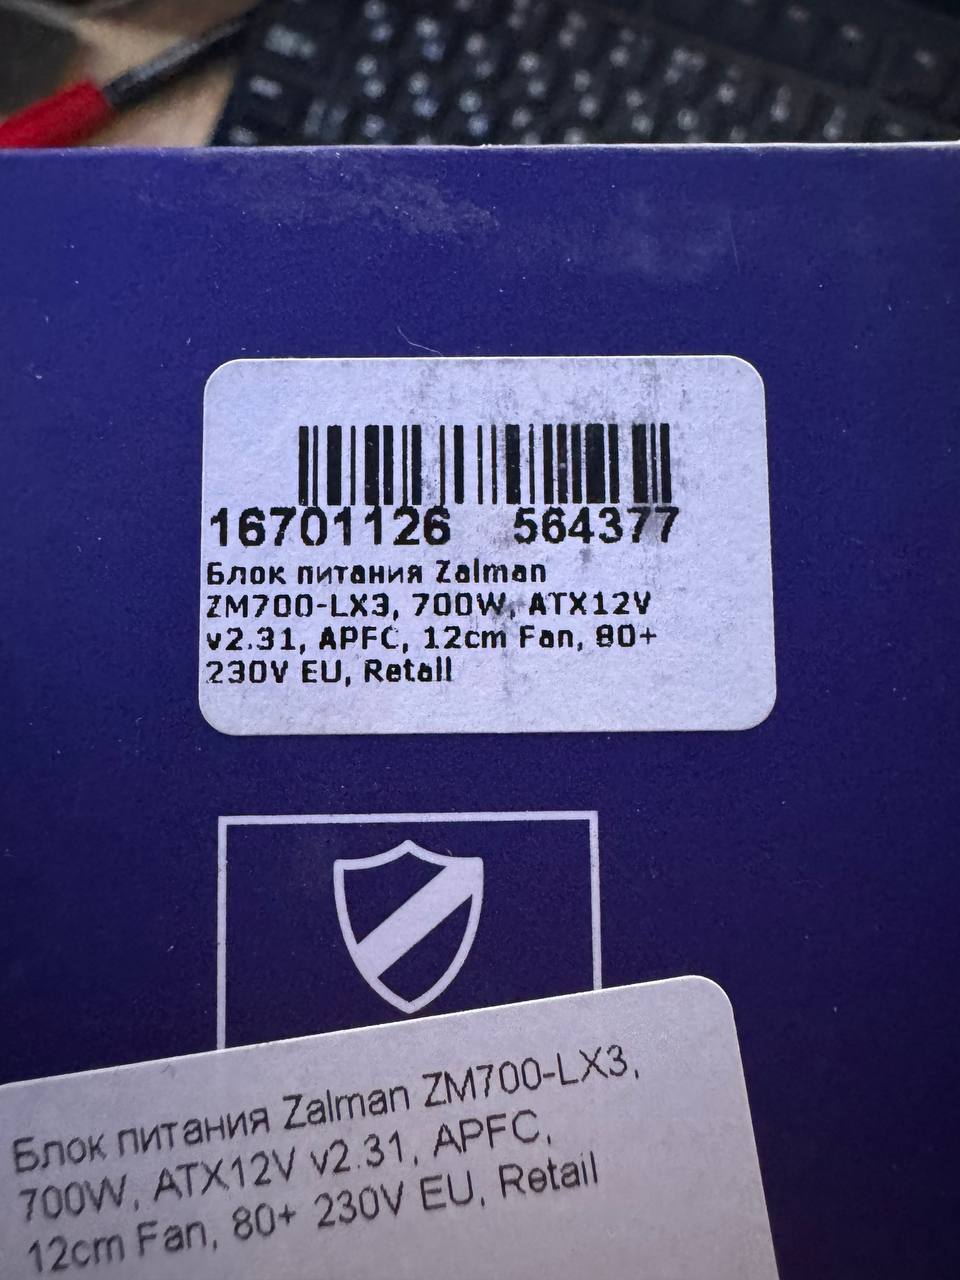 16701126 564377
Блок питания Zalman
ZM700-LX3, 700W, ATX12V
v2.31, APFC, 12cm Fan, 80+
230V EU, Retail
Блок питания Zalman ZM700-LX3,
700W, ATX12V v2.31, APFC,
12cm Fan, 80+ 230V EU, Retail